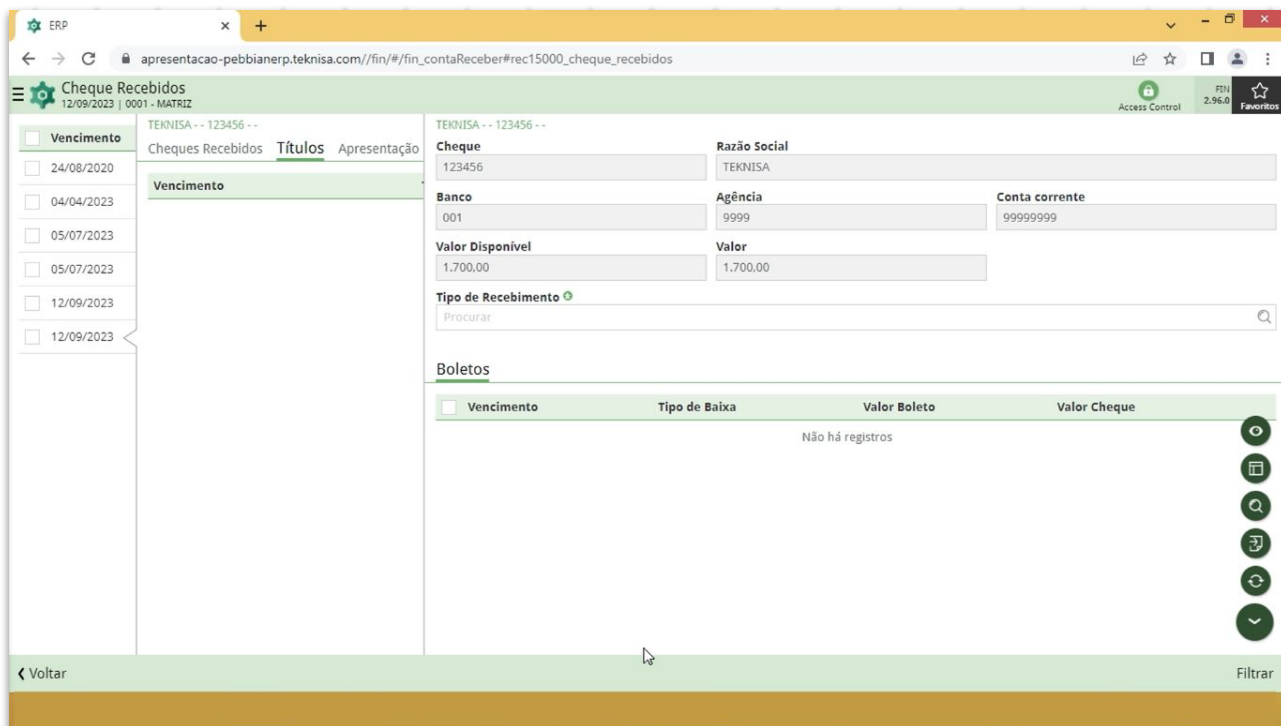 ERP
apresentacao-pebbianerp.teknisa.com//fin/#/fin_contaReceber#rec15000_cheque_recebidos
Cheque Recebidos
12/09/2023 | 0001 - MATRIZ
Access Control
FIN
2.96.0
Favoritos
Vencimento
24/08/2020
04/04/2023
05/07/2023
05/07/2023
12/09/2023
12/09/2023
TEKNISA - - 123456 - -
Cheques Recebidos Títulos Apresentação
Vencimento
TEKNISA - - 123456 - -
Cheque Razão Social
123456 TEKNISA
Banco Agência Conta corrente
001 9999 99999999
Valor Disponível Valor
1.700,00 1.700,00
Tipo de Recebimento
Procurar
Boletos
Vencimento Tipo de Baixa Valor Boleto Valor Cheque
Não há registros
Voltar Filtrar